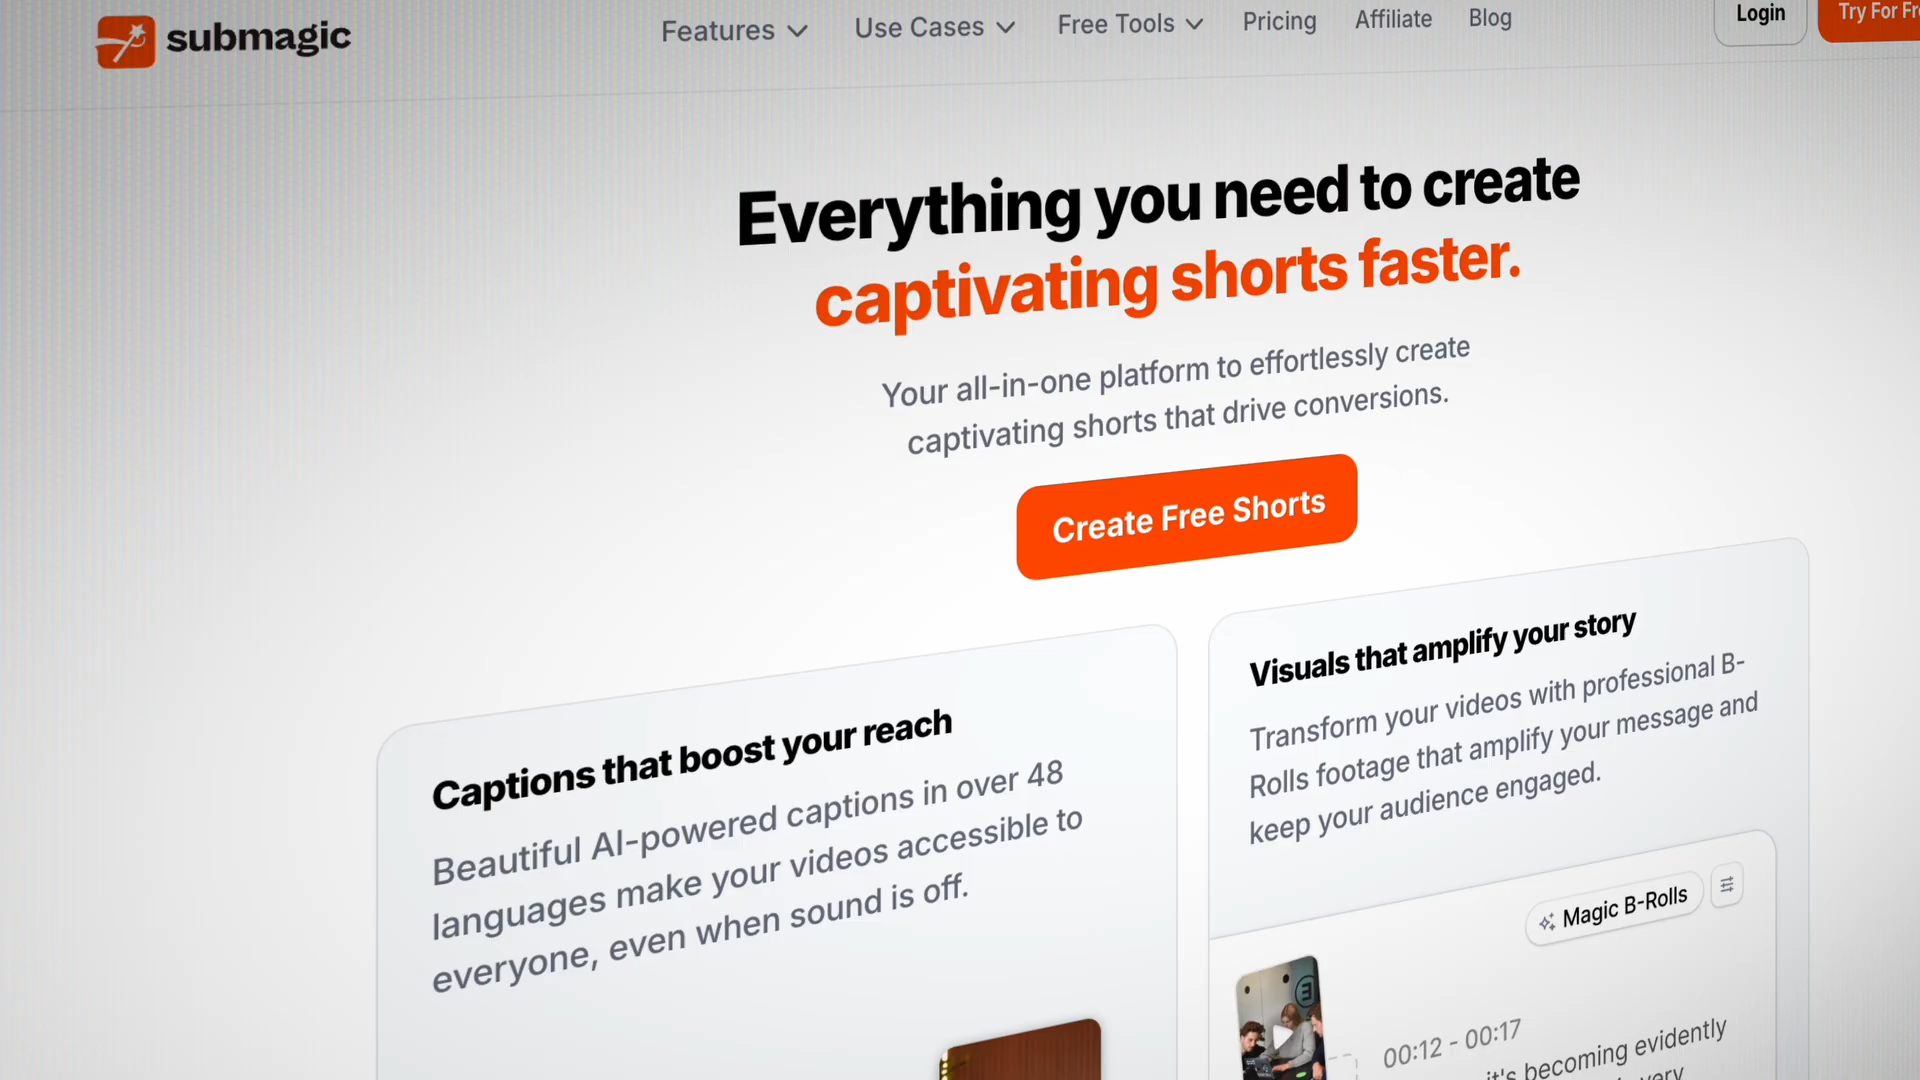 submagic
Features
Use Cases
Free Tools
Pricing
Affiliate
Blog
Login
Try For
Everything you need to create
captivating shorts faster.
Your all-in-one platform to effortlessly create
captivating shorts that drive conversions.
Create Free Shorts
Captions that boost your reach
Beautiful AI-powered captions in over 48
languages make your videos accessible to
everyone, even when sound is off.
Visuals that amplify your story
Transform your videos with professional B-
Rolls footage that amplify your message and
keep your audience engaged.
Magic B-Rolls
00:12 - 00:17
it's becoming evidently
very